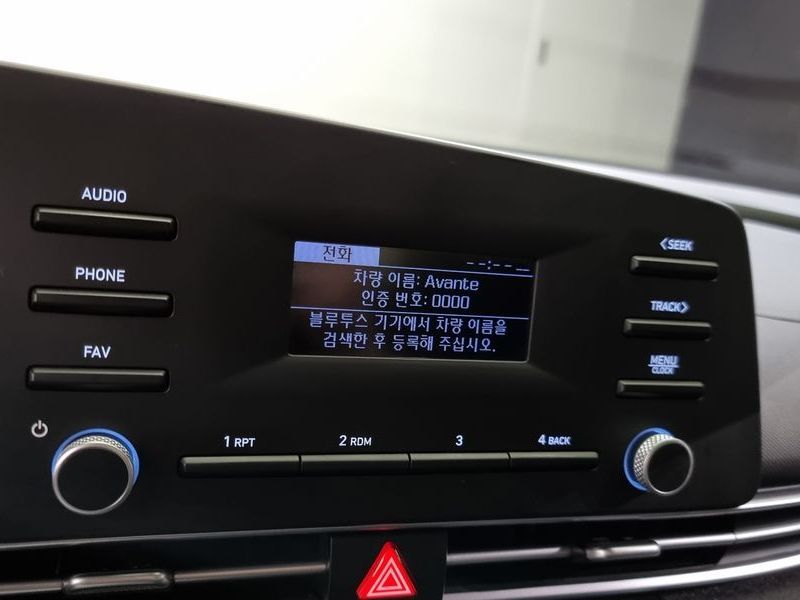 AUDIO
PHONE
FAV
전화
--:-- --
차량 이름: Avante
인증 번호: 0000
블루투스 기기에서 차량 이름을
검색한 후 등록해 주십시오.
<SEEK
TRACK>
MENU
CLOCK
1 RPT
2 RDM
3
4 BACK